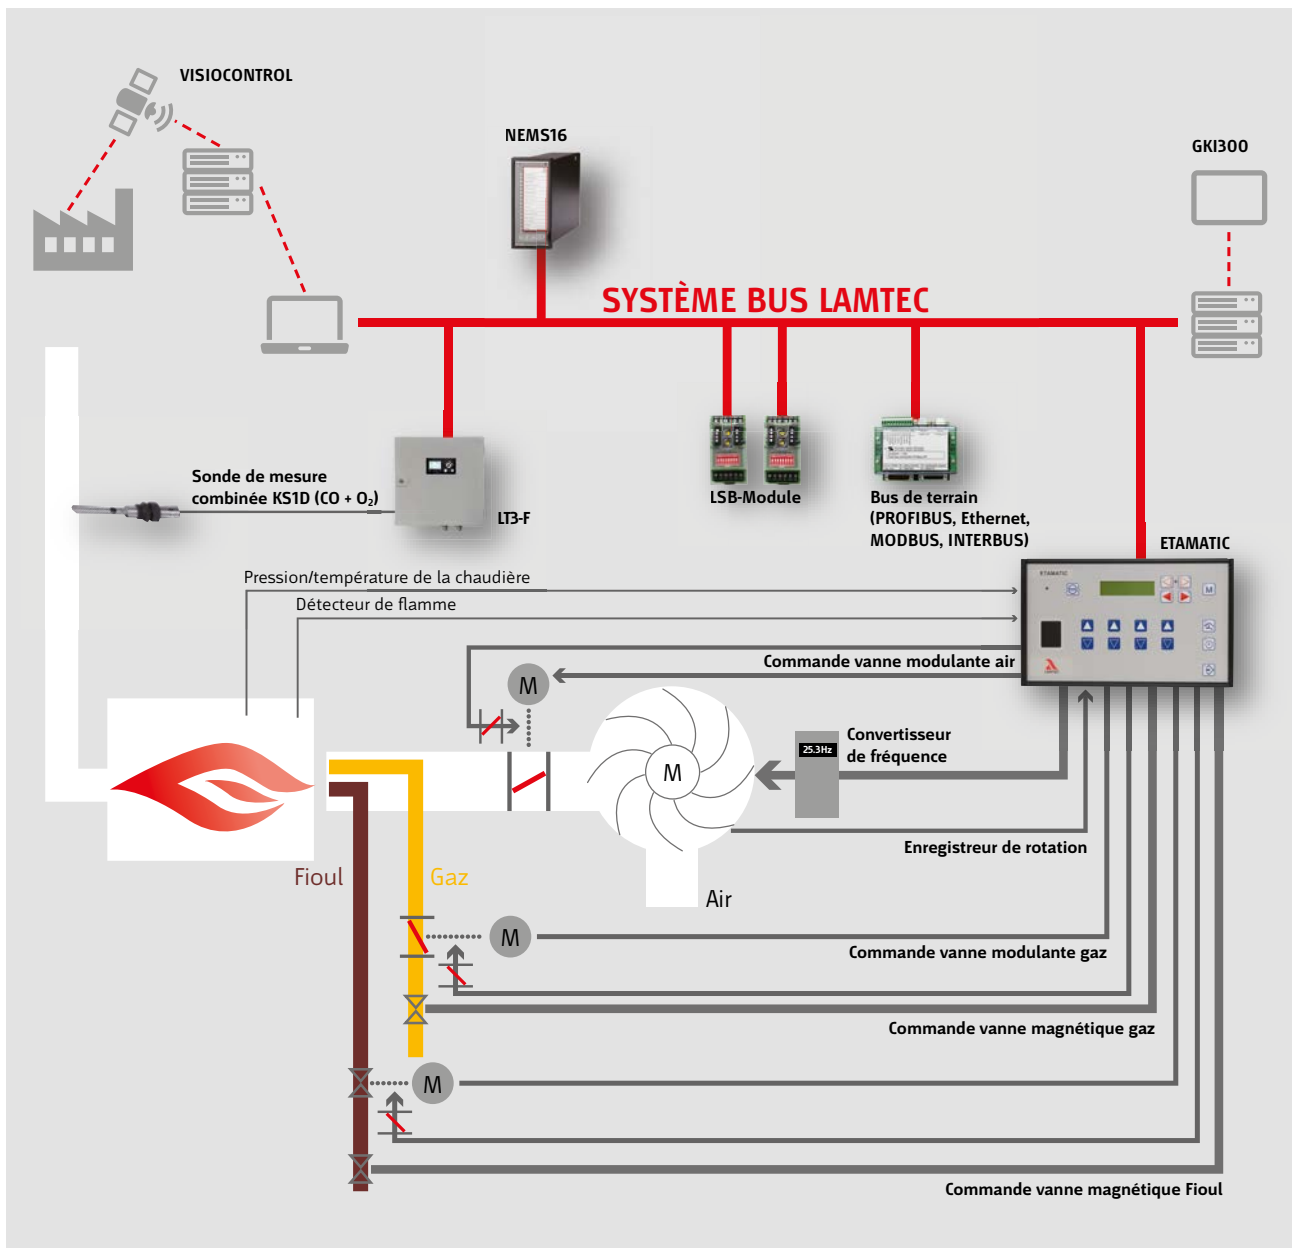 VISIOCONTROL
NEMS16
GKI300
SYSTÈME BUS LAMTEC
Sonde de mesure
combinée KS1D (CO + O₂)
LT3-F
LSB-Module
Bus de terrain
(PROFIBUS, Ethernet,
MODBUS, INTERBUS)
ETAMATIC
ETAMATIC
M
Pression/température de la chaudière
Détecteur de flamme
Commande vanne modulante air
M
Convertisseur
de fréquence
25.3Hz
M
Enregistreur de rotation
Fioul
Gaz
Air
M
Commande vanne modulante gaz
Commande vanne magnétique gaz
M
Commande vanne magnétique Fioul